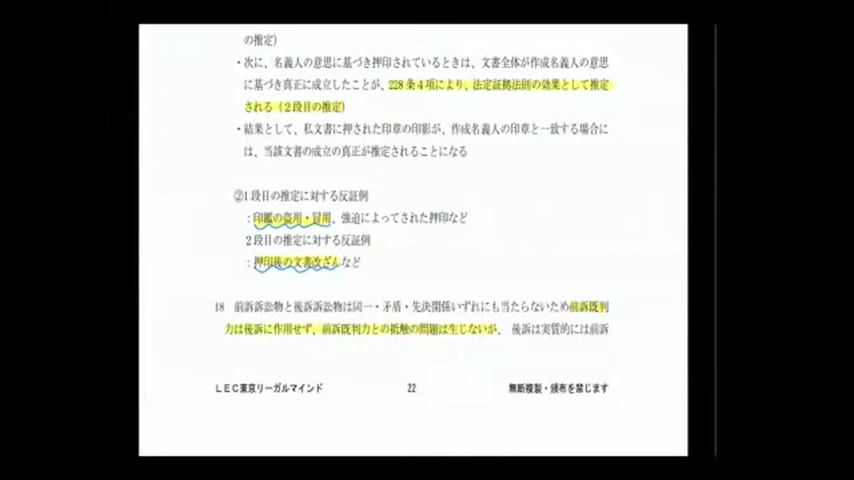 の推定)
・次に、名義人の意思に基づき押印されているときは、文書全体が作成名義人の意思
に基づき真正に成立したことが、228条4項により、法定証拠法則の効果として推定
される(2段目の推定)
・結果として、私文書に押された印章の印影が、作成名義人の印章と一致する場合に
は、当該文書の成立の真正が推定されることになる
②1段目の推定に対する反証例
：印鑑の盗用・冒用、強迫によってされた押印など
2段目の推定に対する反証例
：押印後の文書改ざんなど
18 前訴訴訟物と後訴訴訟物は同一・矛盾・先決関係いずれにも当たらないため前訴既判
力は後訴に作用せず、前訴既判力との抵触の問題は生じないが、後訴は実質的には前訴
LEC東京リーガルマインド 22 無断複製・頒布を禁じます